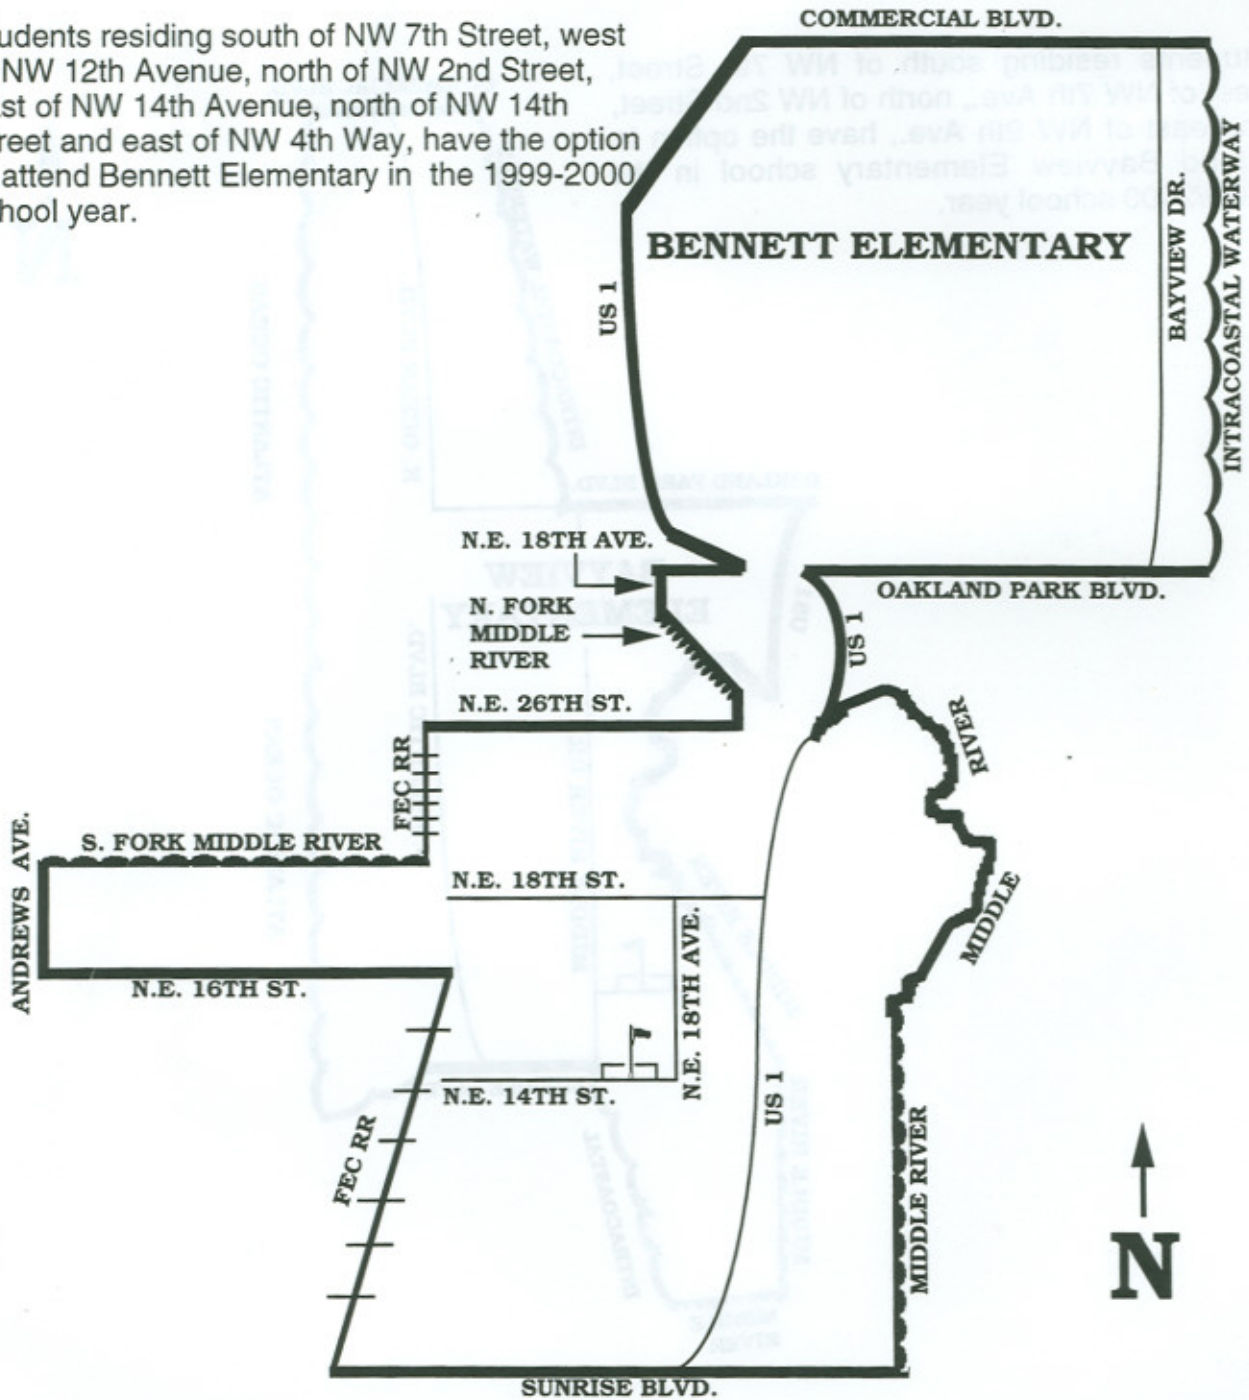 COMMERCIAL BLVD.
udents residing south of NW 7th Street, west
NW 12th Avenue, north of NW 2nd Street,
st of NW 14th Avenue, north of NW 14th
reet and east of NW 4th Way, have the option
attend Bennett Elementary in the 1999-2000
hool year.
BENNETT ELEMENTARY
US 1
BAYVIEW DR.
INTRACOASTAL WATERWAY
N.E. 18TH AVE.
OAKLAND PARK BLVD.
N. FORK
MIDDLE
RIVER
US 1
N.E. 26TH ST.
RIVER
FEC RR
ANDREWS AVE.
S. FORK MIDDLE RIVER
N.E. 18TH ST.
MIDDLE
N.E. 16TH ST.
N.E. 18TH AVE.
N.E. 14TH ST.
US 1
FEC RR
MIDDLE RIVER
N
SUNRISE BLVD.